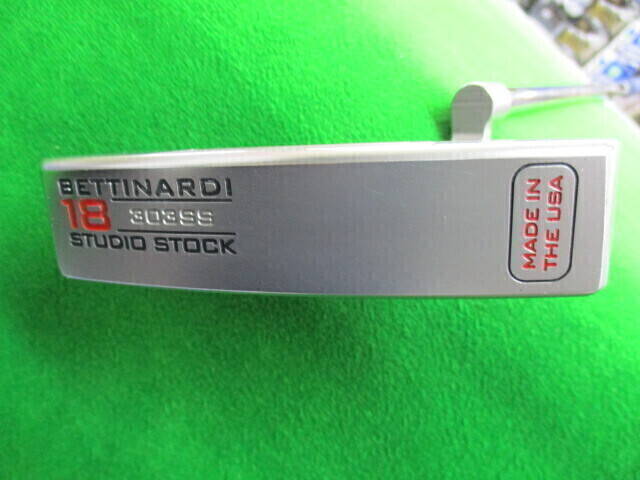 BETTINARDI
18 303SS
STUDIO STOCK
MADE IN
THE USA